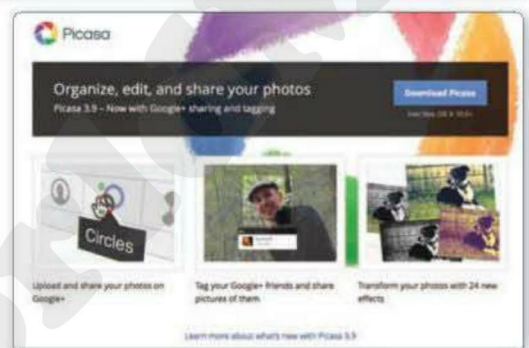 Picasa
Organize, edit, and share your photos
Picasa 3.9 – Now with Google+ sharing and tagging
Download Picasa
Circles
Upload and share your photos on
Google+
Tag your Google+ friends and share
pictures of them
Transform your photos with 24 new
effects
Learn more about what's new with Picasa 3.9